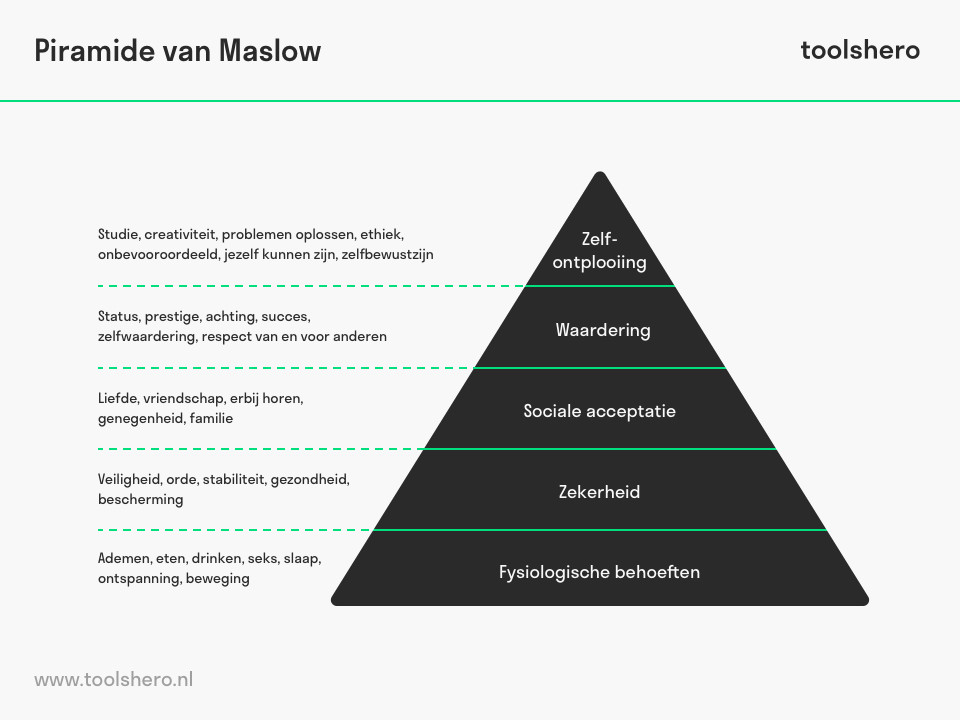 Piramide van Maslow
toolshero
Studie, creativiteit, problemen oplossen, ethiek,
onbevooroordeeld, jezelf kunnen zijn, zelfbewustzijn
Zelf-
ontplooiing
Status, prestige, achting, succes,
zelfwaardering, respect van en voor anderen
Waardering
Liefde, vriendschap, erbij horen,
genegenheid, familie
Sociale acceptatie
Veiligheid, orde, stabiliteit, gezondheid,
bescherming
Zekerheid
Ademen, eten, drinken, seks, slaap,
ontspanning, beweging
Fysiologische behoeften
www.toolshero.nl